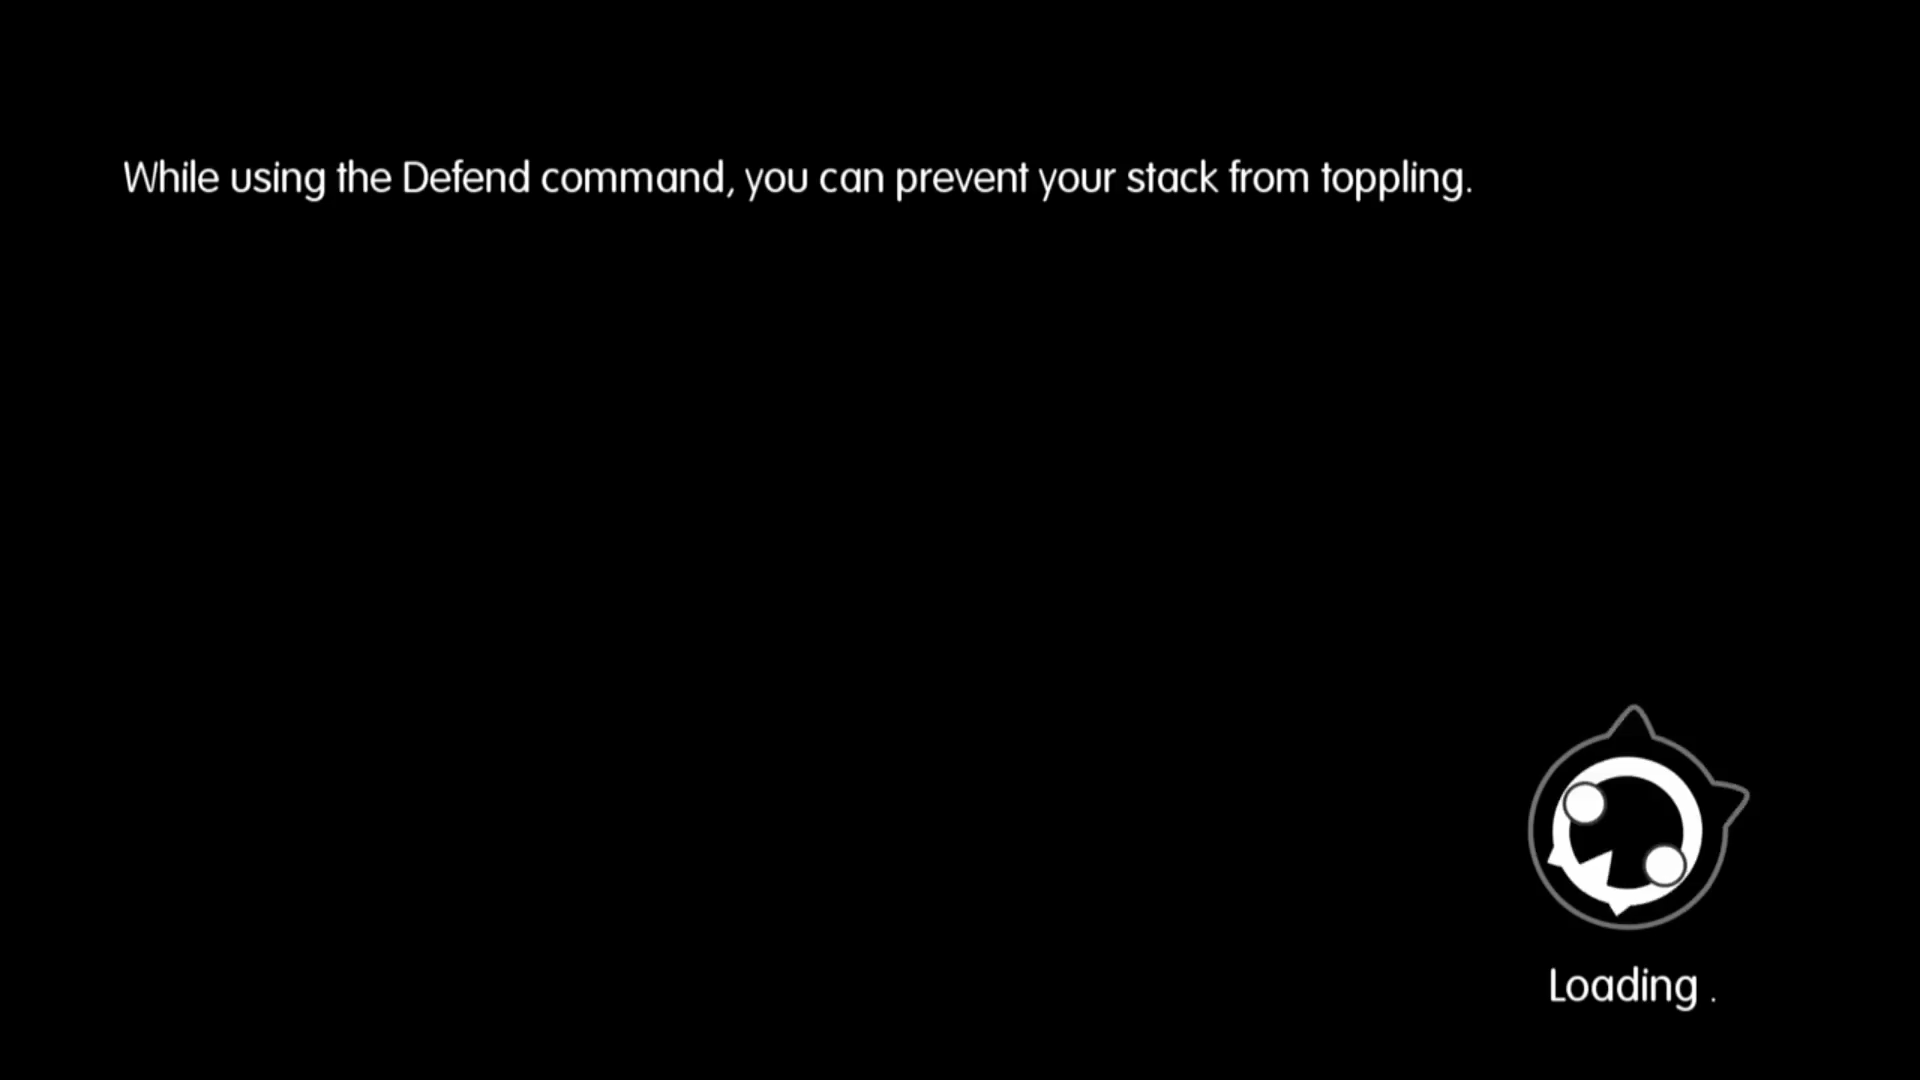 While using the Defend command, you can prevent your stack from toppling.
Loading .